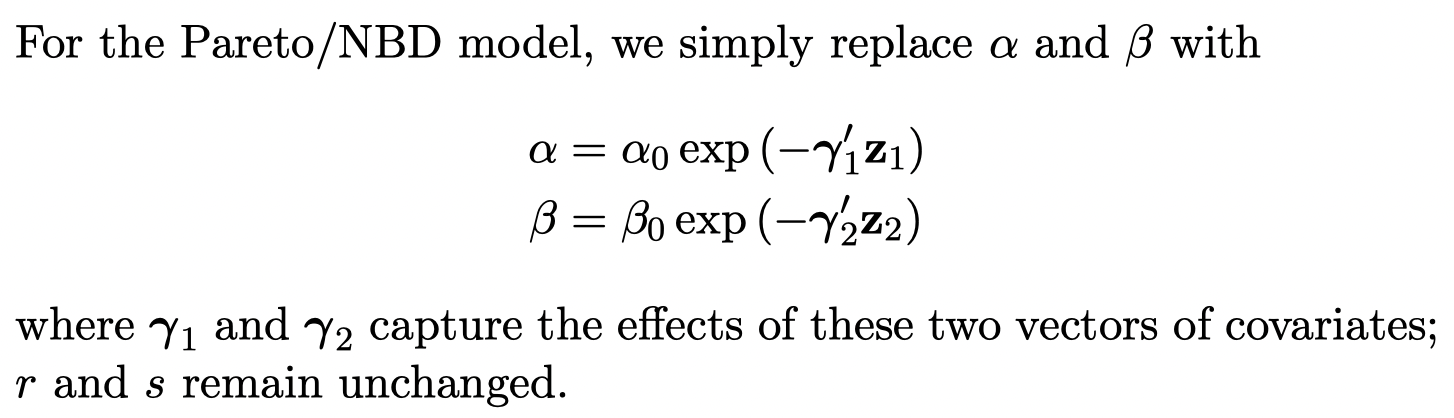 For the Pareto/NBD model, we simply replace α and β with
α = α₀ exp (−γ′₁z₁)
β = β₀ exp (−γ′₂z₂)
where γ₁ and γ₂ capture the effects of these two vectors of covariates;
r and s remain unchanged.